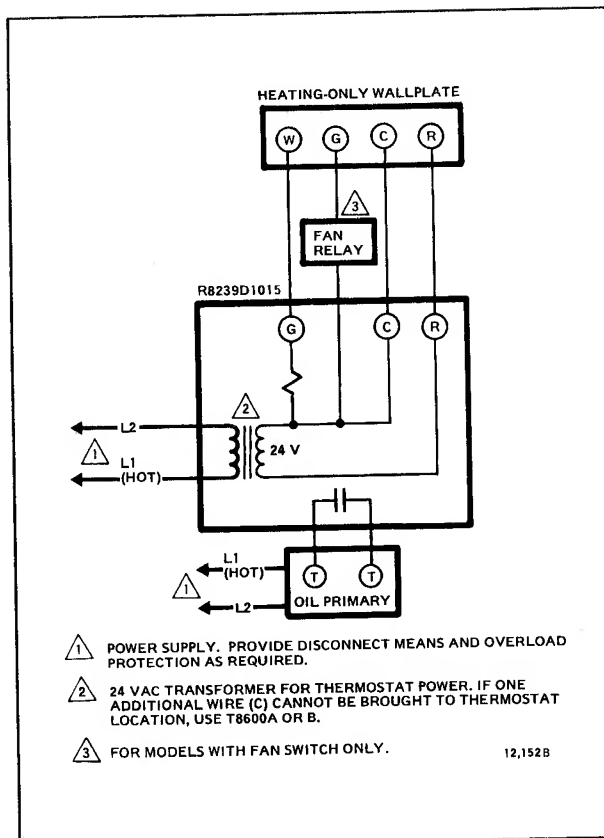 HEATING-ONLY WALLPLATE
W G C R
3
FAN
RELAY
R8239D1015
G C R
2
L2
24 V
1
L1
(HOT)
L1
(HOT)
T T
1
OIL PRIMARY
L2
1 POWER SUPPLY. PROVIDE DISCONNECT MEANS AND OVERLOAD
PROTECTION AS REQUIRED.
2 24 VAC TRANSFORMER FOR THERMOSTAT POWER. IF ONE
ADDITIONAL WIRE (C) CANNOT BE BROUGHT TO THERMOSTAT
LOCATION, USE T8600A OR B.
3 FOR MODELS WITH FAN SWITCH ONLY.
12,152B